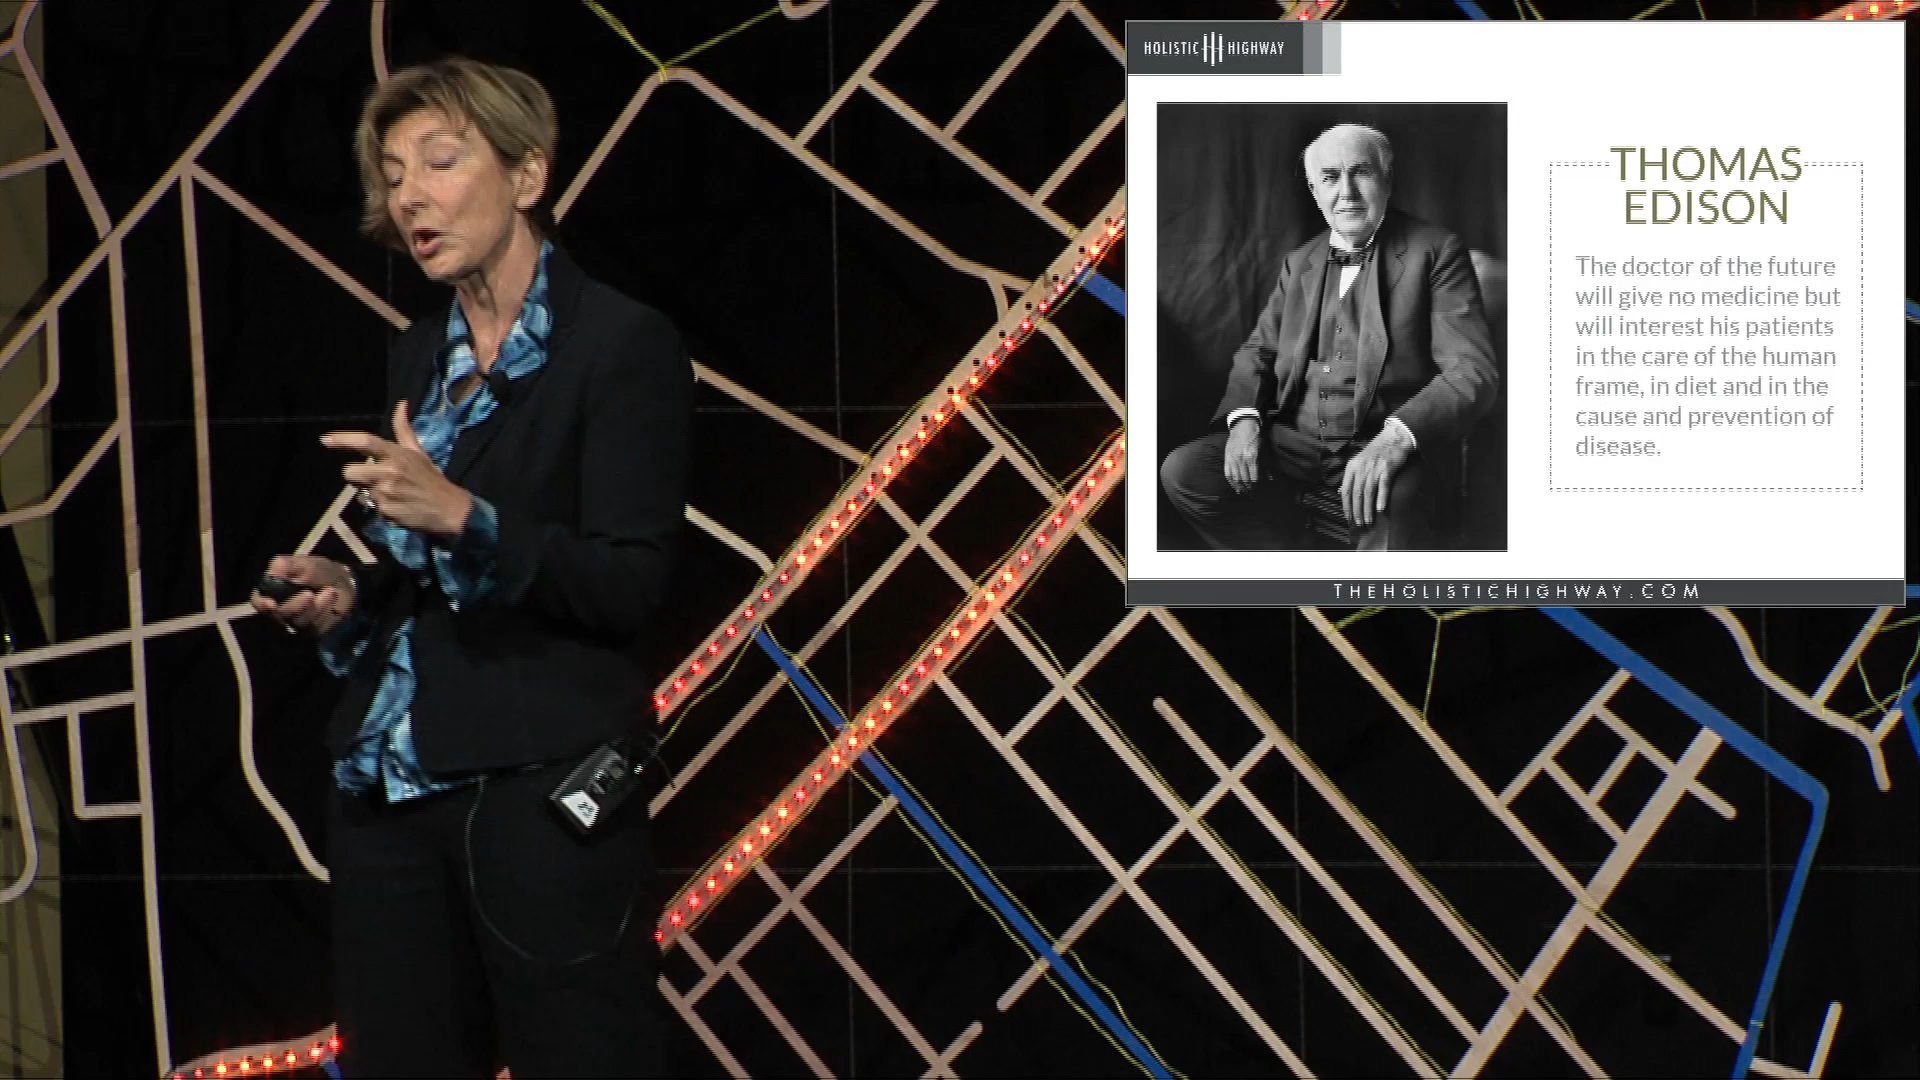 HOLISTIC HIGHWAY
THOMAS
EDISON
The doctor of the future
will give no medicine but
will interest his patients
in the care of the human
frame, in diet and in the
cause and prevention of
disease.
THEHOLISTICHIGHWAY.COM